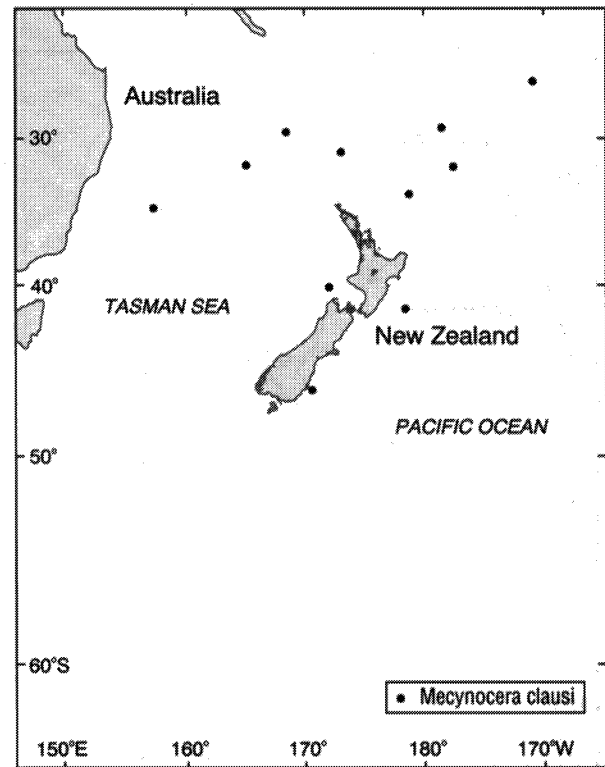 Australia
30°
40°
TASMAN SEA
New Zealand
PACIFIC OCEAN
50°
60°S
• Mecynocera clausi
150°E 160° 170° 180° 170°W